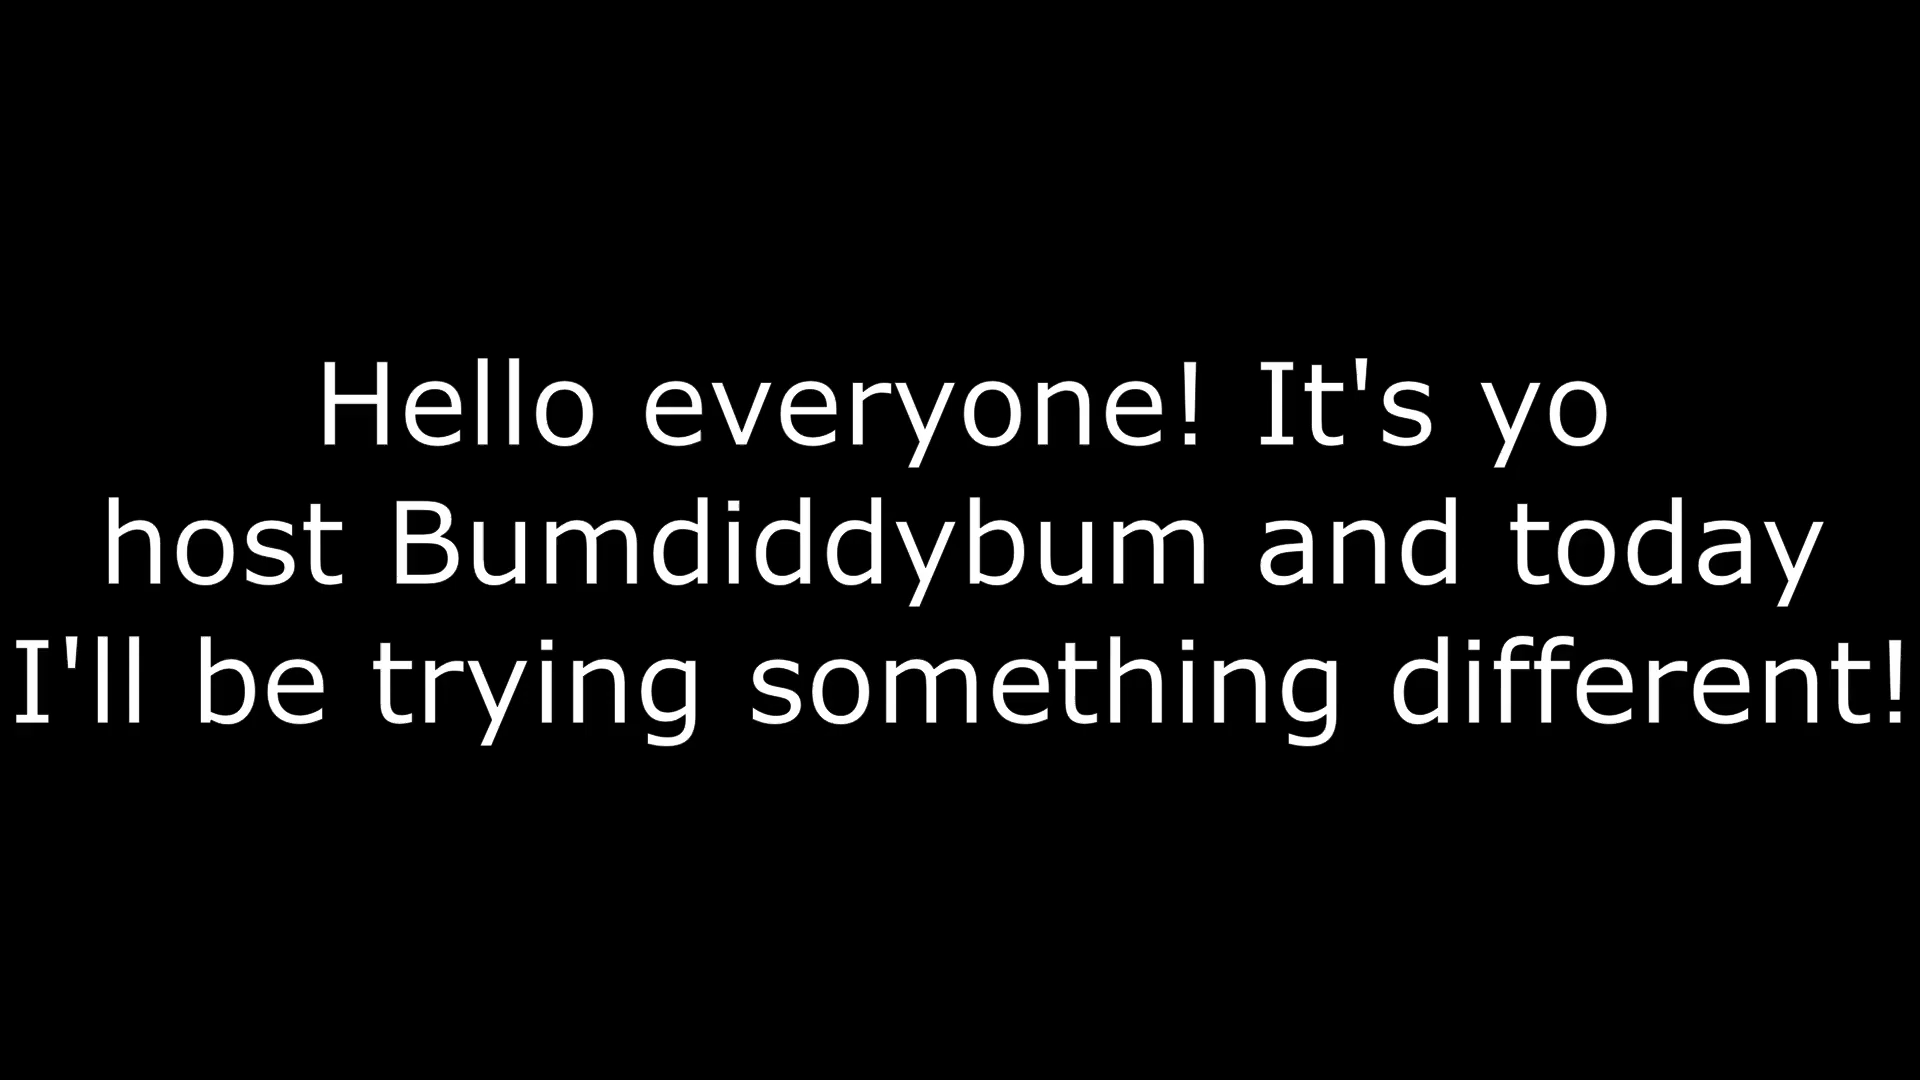 Hello everyone! It's yo
host Bumdiddybum and today
I'll be trying something different!